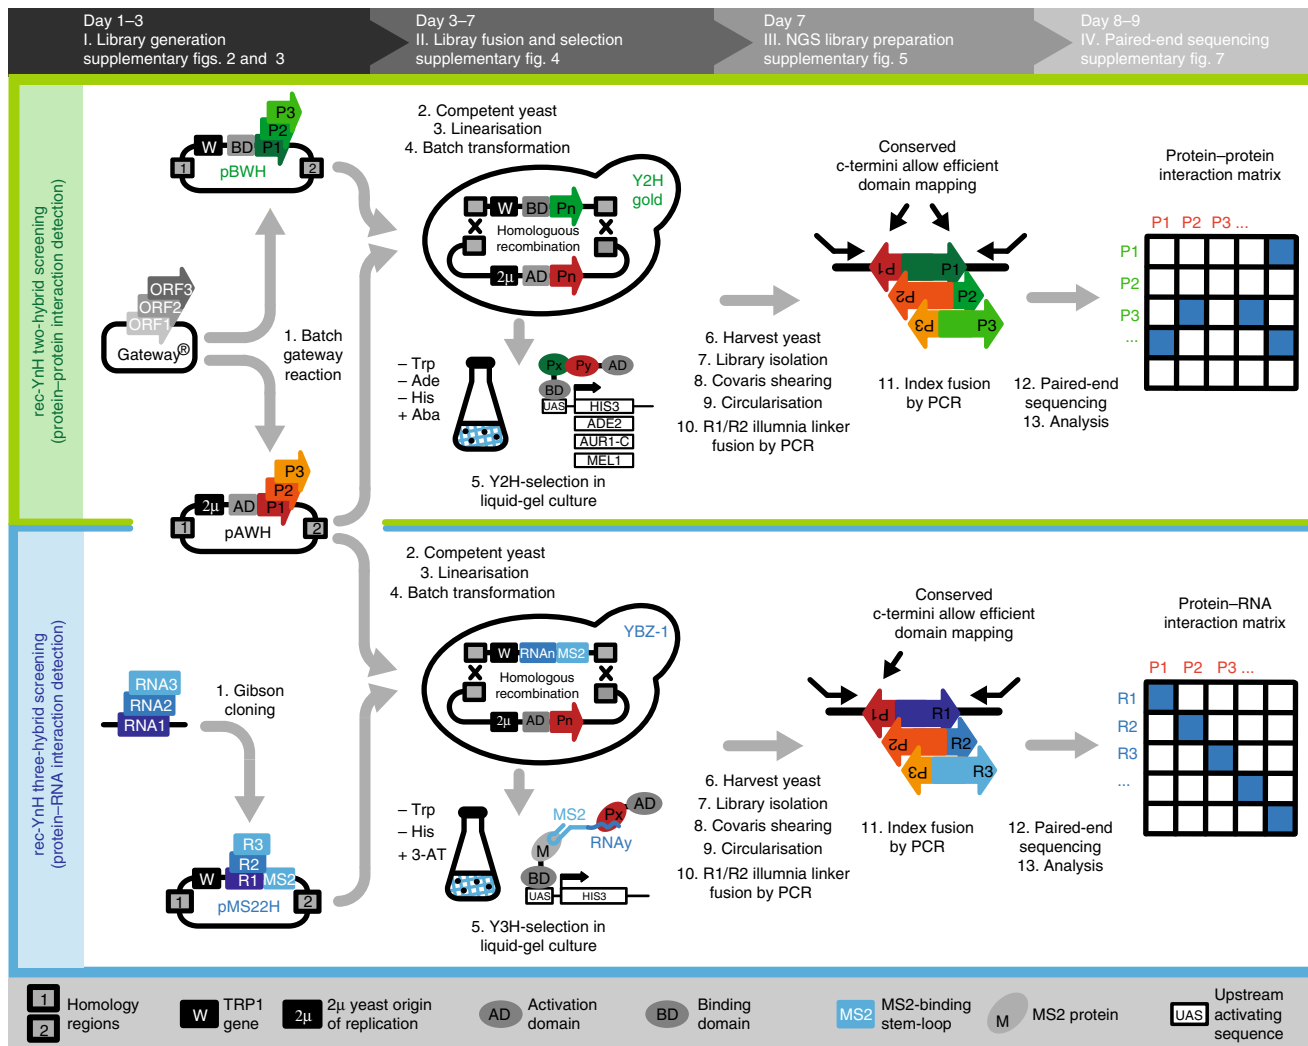 Day 1–3
I. Library generation
supplementary figs. 2 and 3
Day 3–7
II. Libray fusion and selection
supplementary fig. 4
Day 7
III. NGS library preparation
supplementary fig. 5
Day 8–9
IV. Paired-end sequencing
supplementary fig. 7
rec-YnH two-hybrid screening
(protein–protein interaction detection)
P3
P2
W BD P1
1 2
pBWH
ORF3
ORF2
ORF1
Gateway®
1. Batch
gateway
reaction
P3
P2
2μ AD P1
1 2
pAWH
2. Competent yeast
3. Linearisation
4. Batch transformation
Y2H
gold
W BD Pn
Homologuous
recombination
2μ AD Pn
– Trp
– Ade
– His
+ Aba
Px Py AD
BD
UAS HIS3
ADE2
AUR1-C
MEL1
5. Y2H-selection in
liquid-gel culture
6. Harvest yeast
7. Library isolation
8. Covaris shearing
9. Circularisation
10. R1/R2 illumnia linker
fusion by PCR
Conserved
c-termini allow efficient
domain mapping
P1 P1
P2 P2
P3 P3
11. Index fusion
by PCR
12. Paired-end
sequencing
13. Analysis
Protein–protein
interaction matrix
P1 P2 P3 ...
P1
P2
P3
...
rec-YnH three-hybrid screening
(protein–RNA interaction detection)
RNA3
RNA2
RNA1
1. Gibson
cloning
R3
R2
W R1 MS2
1 2
pMS22H
2. Competent yeast
3. Linearisation
4. Batch transformation
YBZ-1
W RNAn MS2
Homologous
recombination
2μ AD Pn
– Trp
– His
+ 3-AT
MS2 Px AD
RNAy
M
BD
UAS HIS3
5. Y3H-selection in
liquid-gel culture
6. Harvest yeast
7. Library isolation
8. Covaris shearing
9. Circularisation
10. R1/R2 illumnia linker
fusion by PCR
Conserved
c-termini allow efficient
domain mapping
P1 R1
P2 R2
P3 R3
11. Index fusion
by PCR
12. Paired-end
sequencing
13. Analysis
Protein–RNA
interaction matrix
P1 P2 P3 ...
R1
R2
R3
...
1
2
Homology
regions
W
TRP1
gene
2μ
2μ yeast origin
of replication
AD
Activation
domain
BD
Binding
domain
MS2
MS2-binding
stem-loop
M
MS2 protein
UAS
Upstream
activating
sequence